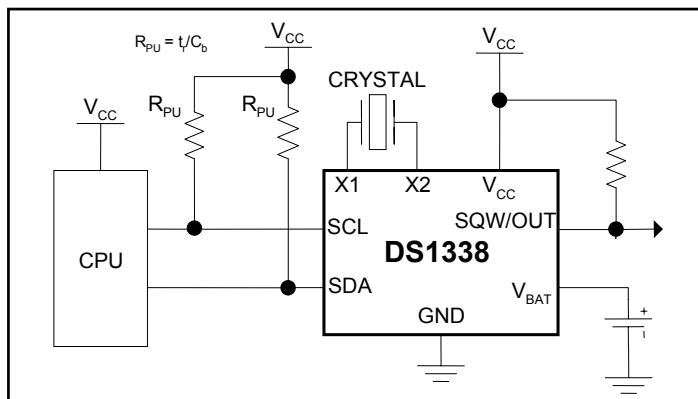 R_PU = t_r/C_b
V_CC
V_CC
CRYSTAL
V_CC
R_PU
R_PU
X1
X2
V_CC
SCL
SQW/OUT
CPU
DS1338
SDA
V_BAT
GND
+
-